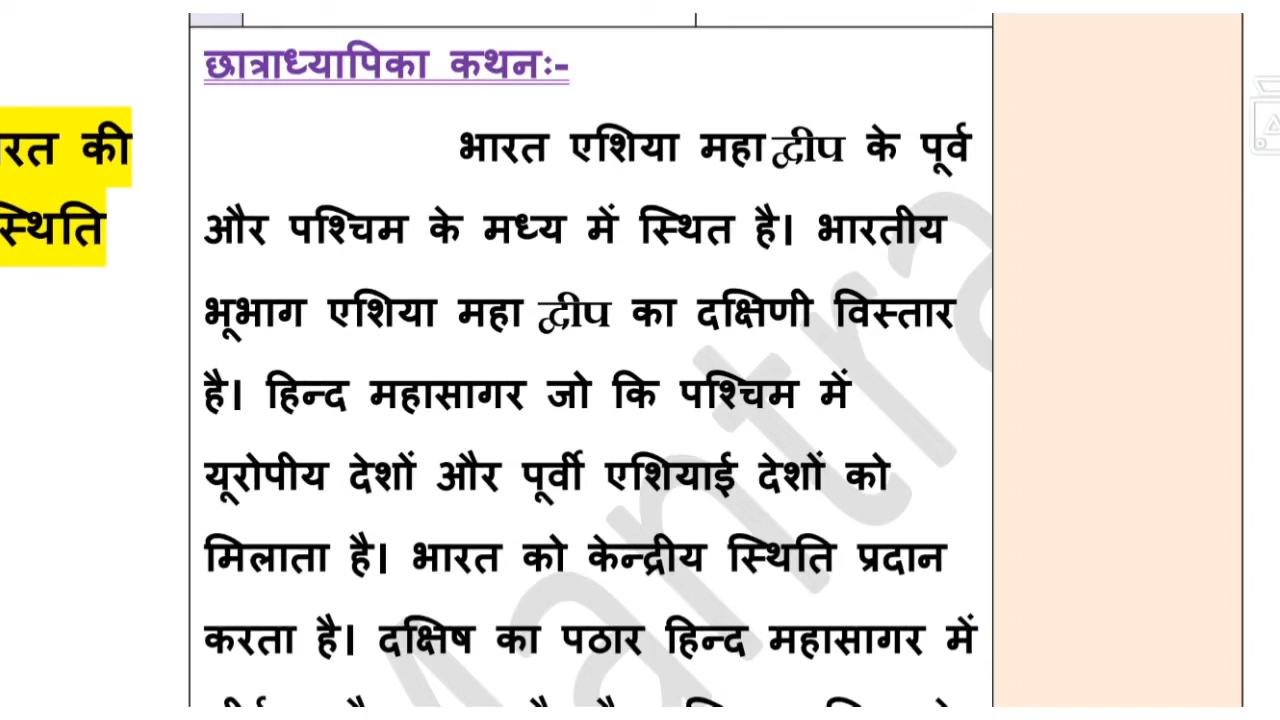 छात्राध्यापिका कथनः-
रत की
स्थिति
भारत एशिया महाद्वीप के पूर्व
और पश्चिम के मध्य में स्थित है। भारतीय
भूभाग एशिया महा द्वीप का दक्षिणी विस्तार
है। हिन्द महासागर जो कि पश्चिम में
यूरोपीय देशों और पूर्वी एशियाई देशों को
मिलाता है। भारत को केन्द्रीय स्थिति प्रदान
करता है। दक्षिष का पठार हिन्द महासागर में
Mantra